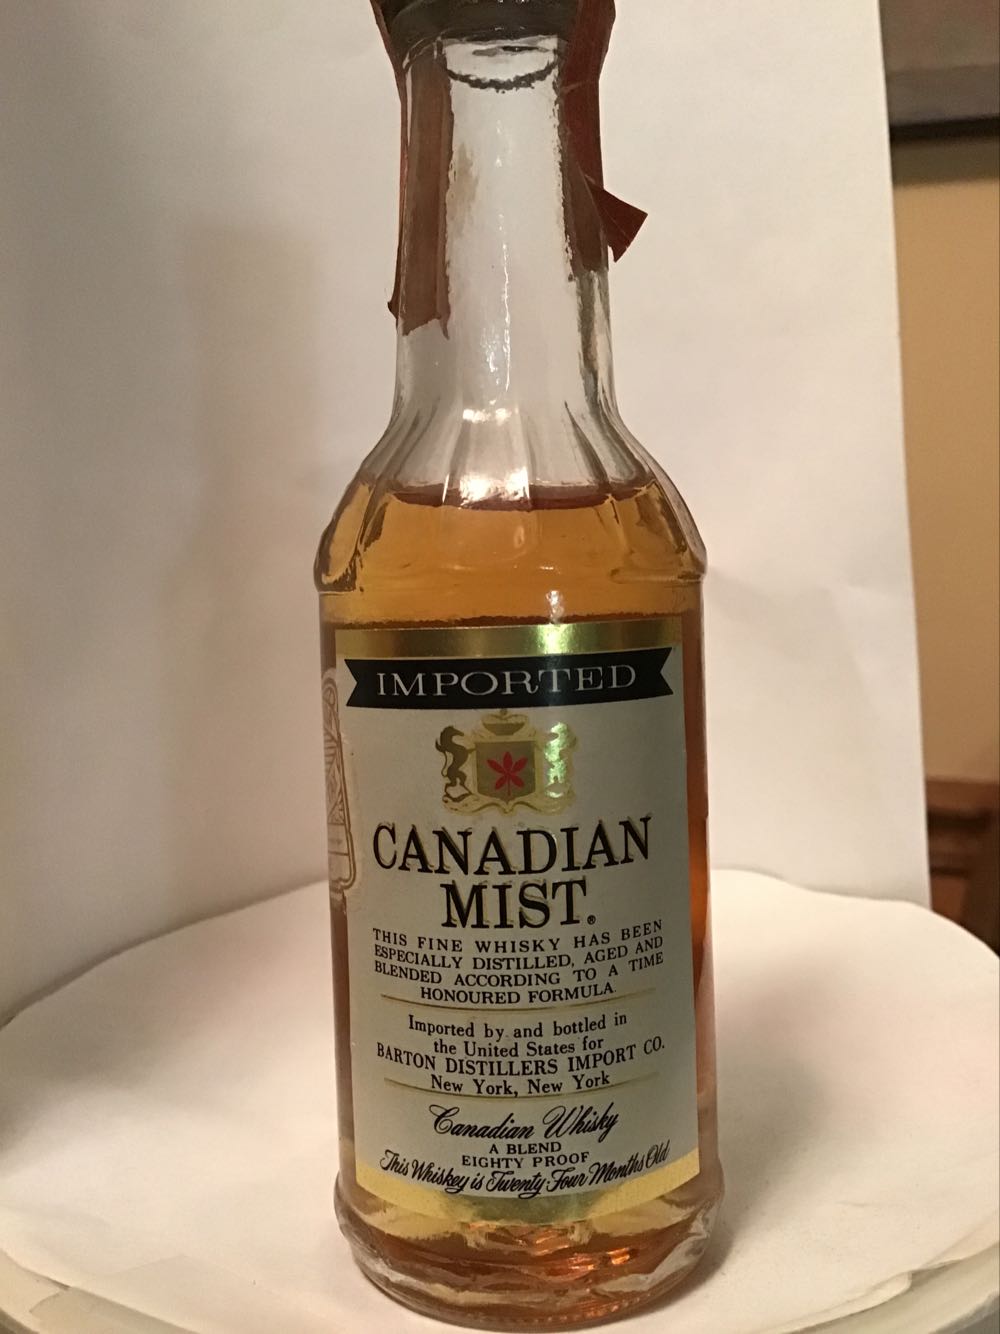 IMPORTED
CANADIAN
MIST®
THIS FINE WHISKY HAS BEEN
ESPECIALLY DISTILLED, AGED AND
BLENDED ACCORDING TO A TIME
HONOURED FORMULA.
Imported by and bottled in
the United States for
BARTON DISTILLERS IMPORT CO.
New York, New York
Canadian Whisky
A BLEND
EIGHTY PROOF
This Whiskey is Twenty-Four Months Old